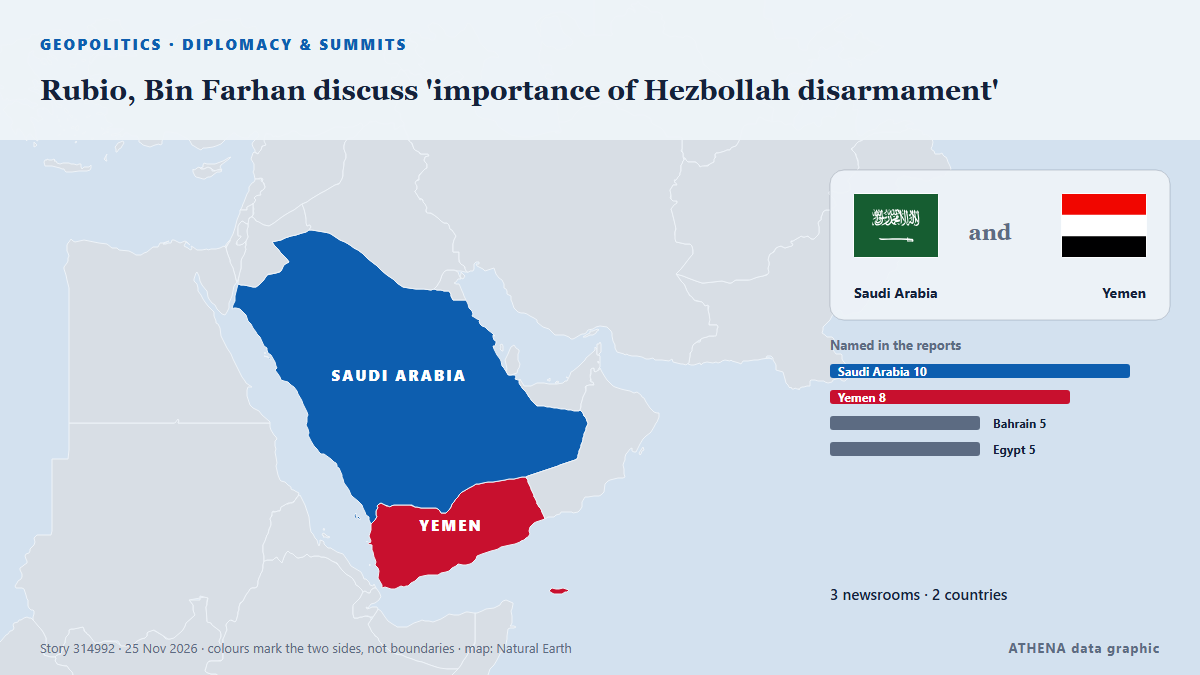 GEOPOLITICS · DIPLOMACY & SUMMITS
Rubio, Bin Farhan discuss 'importance of Hezbollah disarmament'
and
Saudi Arabia
Yemen
Named in the reports
Saudi Arabia 10
Yemen 8
Bahrain 5
Egypt 5
SAUDI ARABIA
YEMEN
3 newsrooms · 2 countries
Story 314992 · 25 Nov 2026 · colours mark the two sides, not boundaries · map: Natural Earth
ATHENA data graphic